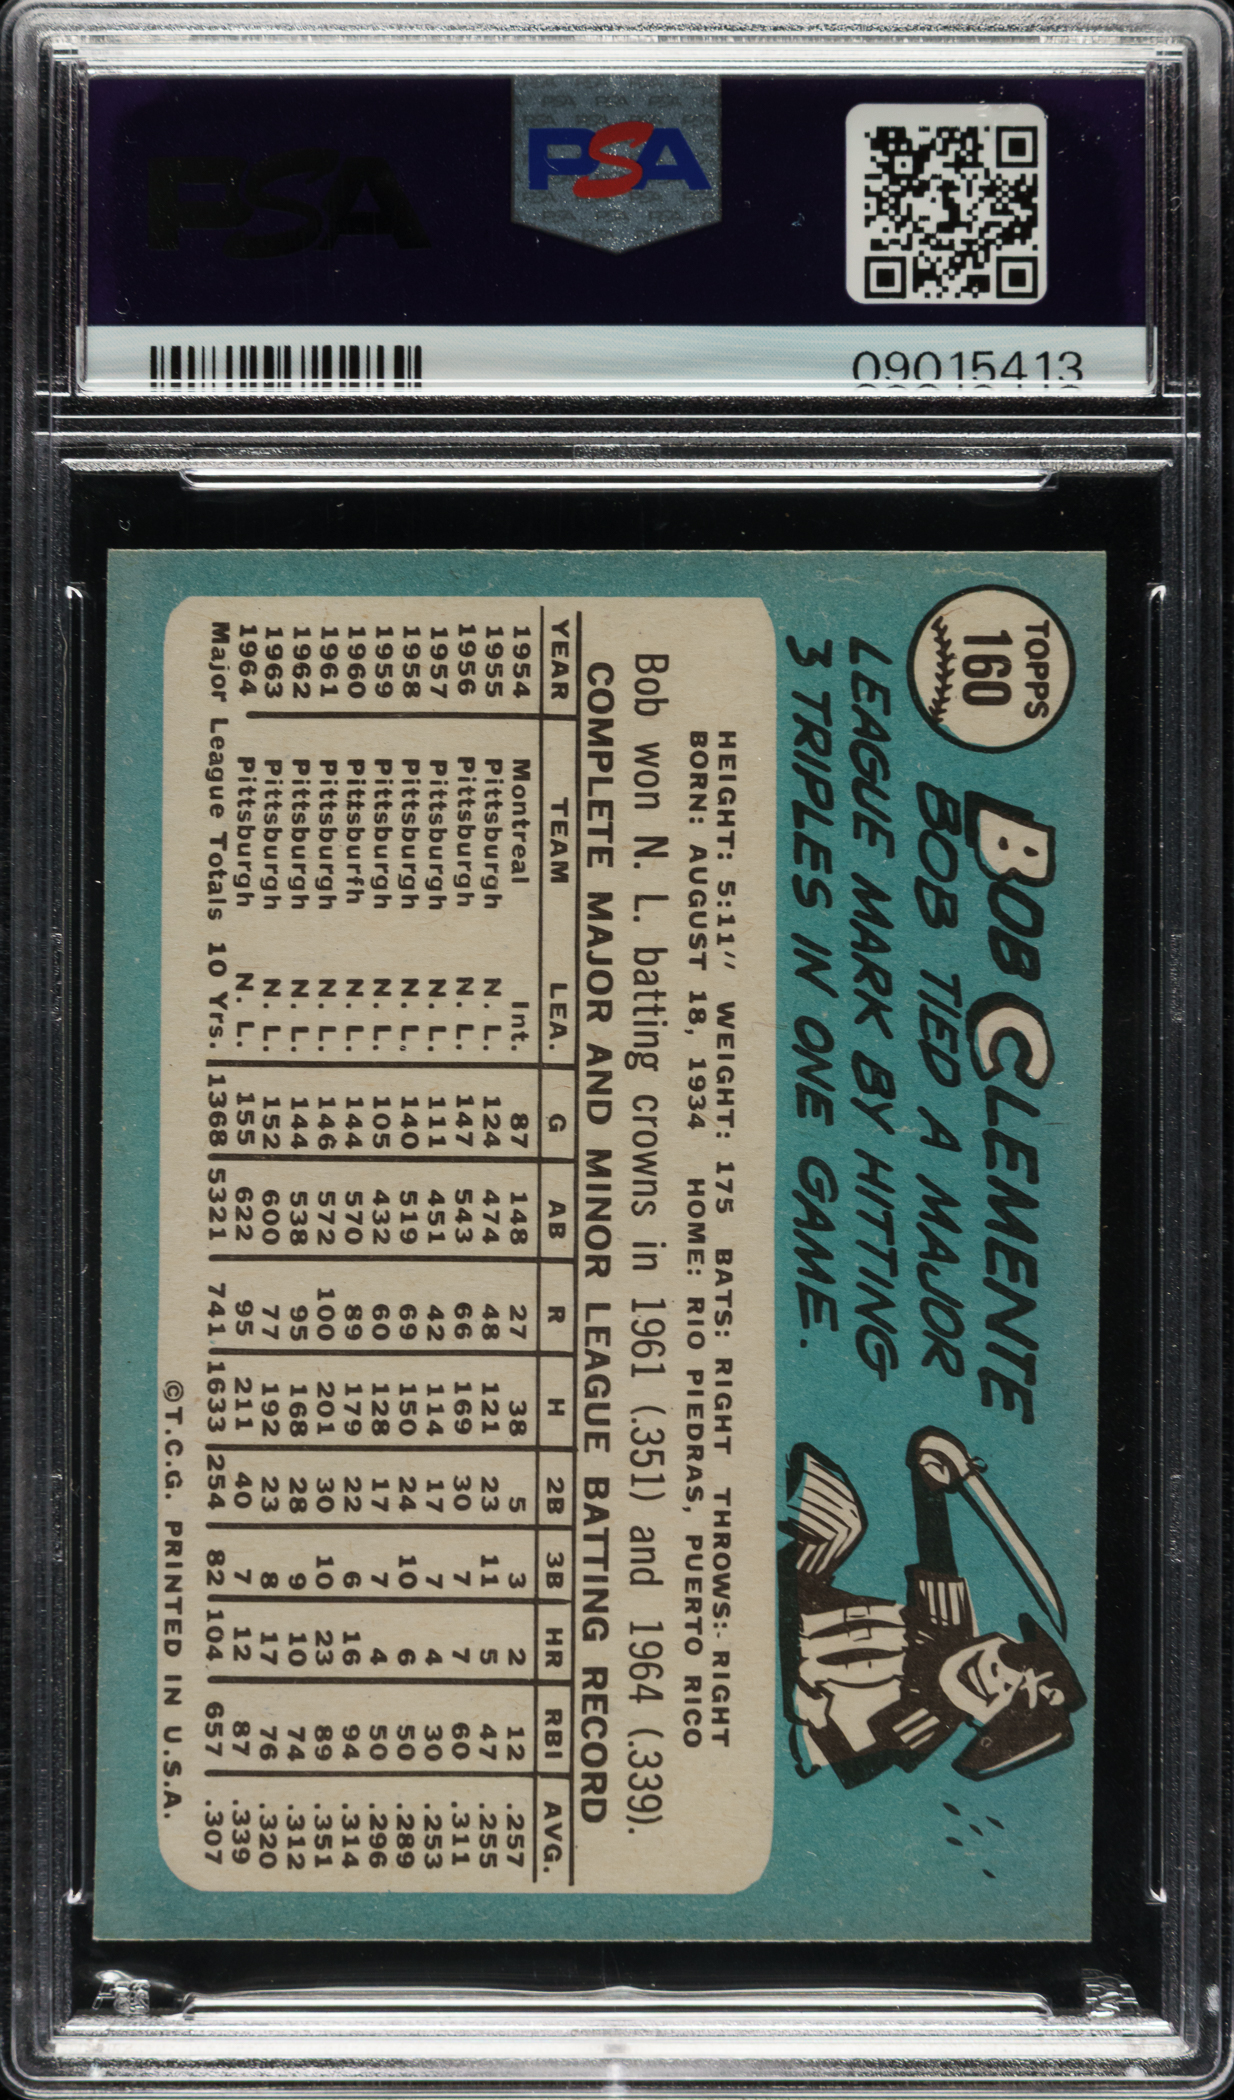 PSA
PSA
09015413
TOPPS
160
BOB CLEMENTE
BOB TIED A MAJOR
LEAGUE MARK BY HITTING
3 TRIPLES IN ONE GAME.
HEIGHT: 5:11" WEIGHT: 175 BATS: RIGHT THROWS: RIGHT
BORN: AUGUST 18, 1934 HOME: RIO PIEDRAS, PUERTO RICO
Bob won N. L. batting crowns in 1961 (.351) and 1964 (.339).
COMPLETE MAJOR AND MINOR LEAGUE BATTING RECORD
YEAR TEAM LEA. G AB R H 2B 3B HR RBI AVG.
1954 Montreal Int. 87 148 27 38 5 3 2 12 .257
1955 Pittsburgh N. L. 124 474 48 121 23 11 5 47 .255
1956 Pittsburgh N. L. 147 543 66 169 30 7 7 60 .311
1957 Pittsburgh N. L. 111 451 42 114 17 7 4 30 .253
1958 Pittsburgh N. L. 140 519 69 150 24 10 6 50 .289
1959 Pittsburgh N. L. 105 432 60 128 17 7 4 50 .296
1960 Pittsburfh N. L. 144 570 89 179 22 6 16 94 .314
1961 Pittsburgh N. L. 146 572 100 201 30 10 23 89 .351
1962 Pittsburgh N. L. 144 538 95 168 28 9 10 74 .312
1963 Pittsburgh N. L. 152 600 77 192 23 8 17 76 .320
1964 Pittsburgh N. L. 155 622 95 211 40 7 12 87 .339
Major League Totals 10 Yrs. 1368 5321 741 1633 254 82 104 657 .307
©T.C.G. PRINTED IN U.S.A.